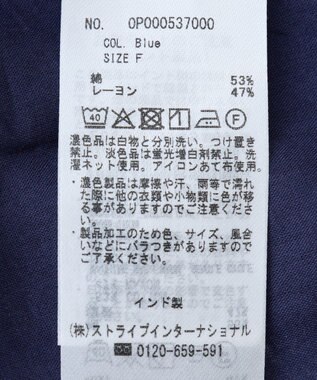 NO. OP000537000
COL. Blue
SIZE F
綿 53%
レーヨン 47%
40 F
濃色品は白物と分別洗い。つけ置き
禁止。淡色品は蛍光増白剤禁止。洗
濯ネット使用。アイロンあて布使用。
・濃色製品は摩擦や汗、雨等で濡れ
た際に他の衣類や小物類に色が移
る事がありますのでご注意くださ
い。
・製品加工のため色、サイズ、風合
いなどにバラつきがありますので
ご了承ください。
インド製
(株)ストライプインターナショナル
0120-659-591